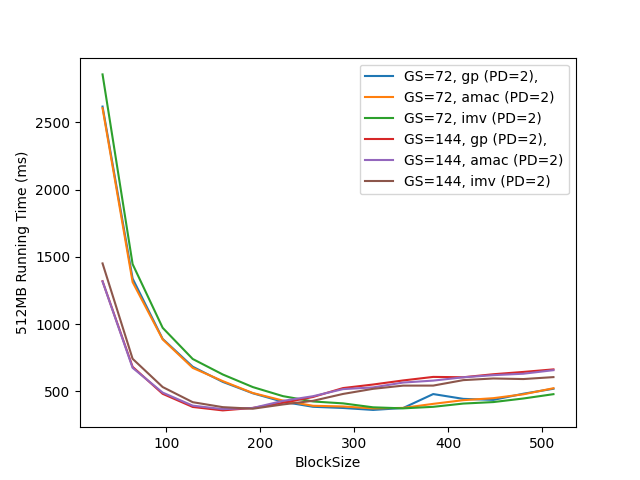 GS=72, gp (PD=2),
GS=72, amac (PD=2)
GS=72, imv (PD=2)
GS=144, gp (PD=2),
GS=144, amac (PD=2)
GS=144, imv (PD=2)
512MB Running Time (ms)
2500
2000
1500
1000
500
100 200 300 400 500
BlockSize